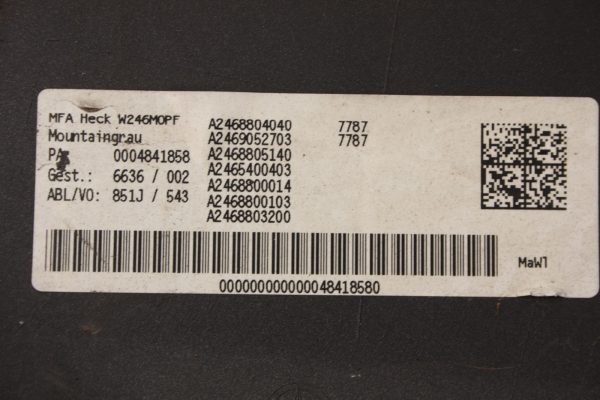 MFA Heck W246MOPF
Mountaingrau
PA 0004841858
Gest.: 6636 / 002
ABL/VO: 851J / 543
A2468804040 7787
A2469052703 7787
A2468805140
A2465400403
A2468800014
A2468800103
A2468803200
MaW1
00000000000048418580